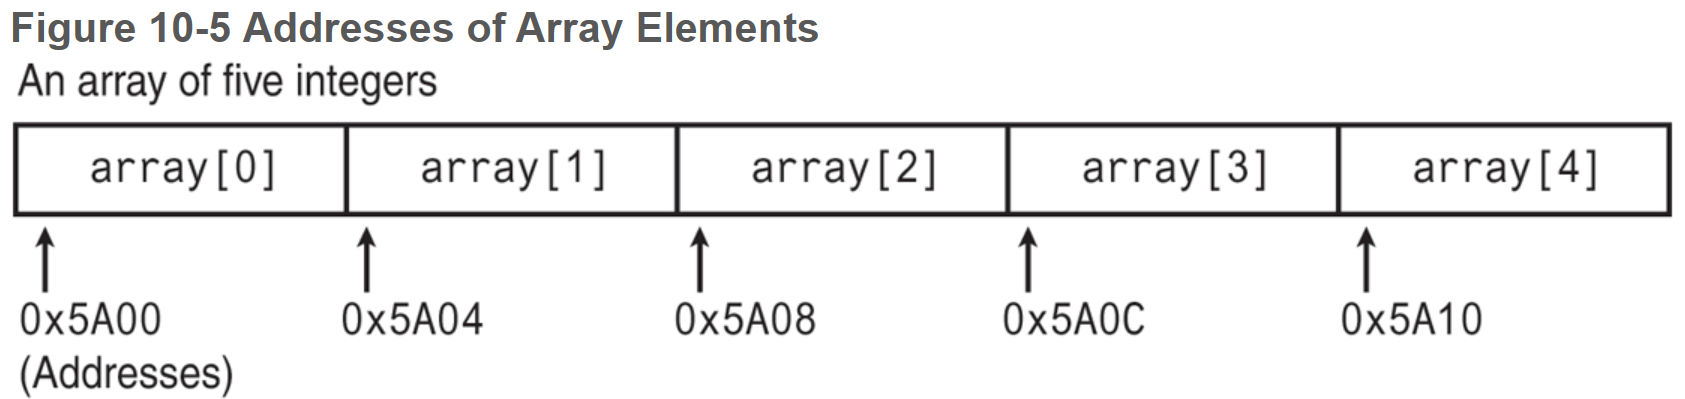 Figure 10-5 Addresses of Array Elements
An array of five integers
array[0] array[1] array[2] array[3] array[4]
0x5A00 0x5A04 0x5A08 0x5A0C 0x5A10
(Addresses)